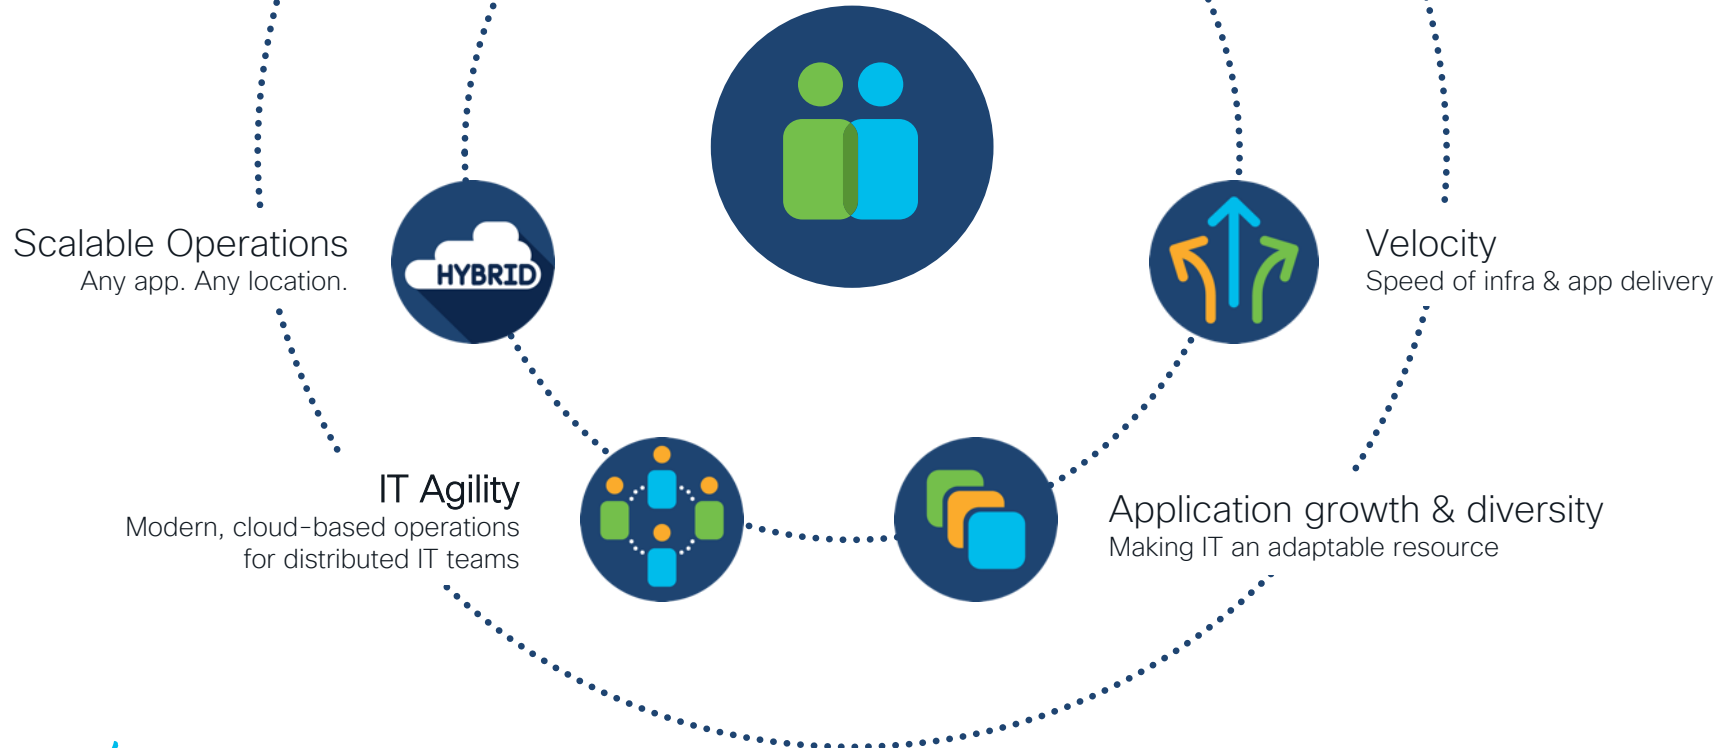 Scalable Operations
Any app. Any location.
HYBRID
Velocity
Speed of infra & app delivery
IT Agility
Modern, cloud-based operations
for distributed IT teams
Application growth & diversity
Making IT an adaptable resource